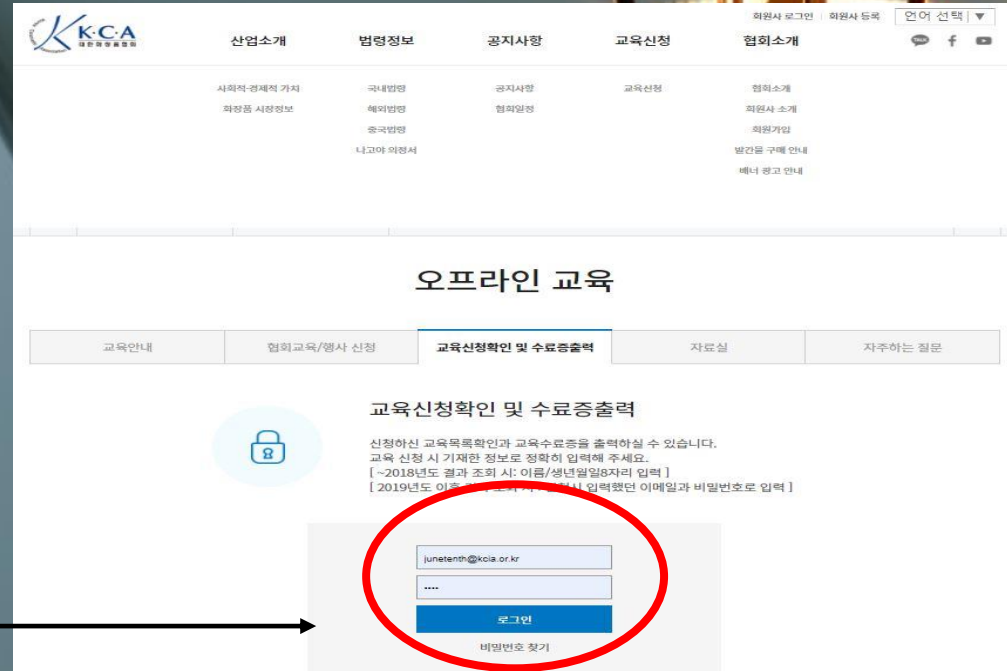 회원사 로그인 | 회원사 등록
언어 선택 | ▼
K·C·A
대한화장품협회
산업소개 법령정보 공지사항 교육신청 협회소개
TALK f
사회적·경제적 가치 국내법령 공지사항 교육신청 협회소개
화장품 시장정보 해외법령 협회일정 회원사 소개
중국법령 회원가입
나고야 의정서 발간물 구매 안내
배너 광고 안내
오프라인 교육
교육안내 협회교육/행사 신청 교육신청확인 및 수료증출력 자료실 자주하는 질문
교육신청확인 및 수료증출력
신청하신 교육목록확인과 교육수료증을 출력하실 수 있습니다.
교육 신청 시 기재한 정보로 정확히 입력해 주세요.
[ ~2018년도 결과 조회 시: 이름/생년월일8자리 입력 ]
[ 2019년도 이후 입력했던 이메일과 비밀번호로 입력 ]
junetenth@kcia.or.kr
····
로그인
비밀번호 찾기